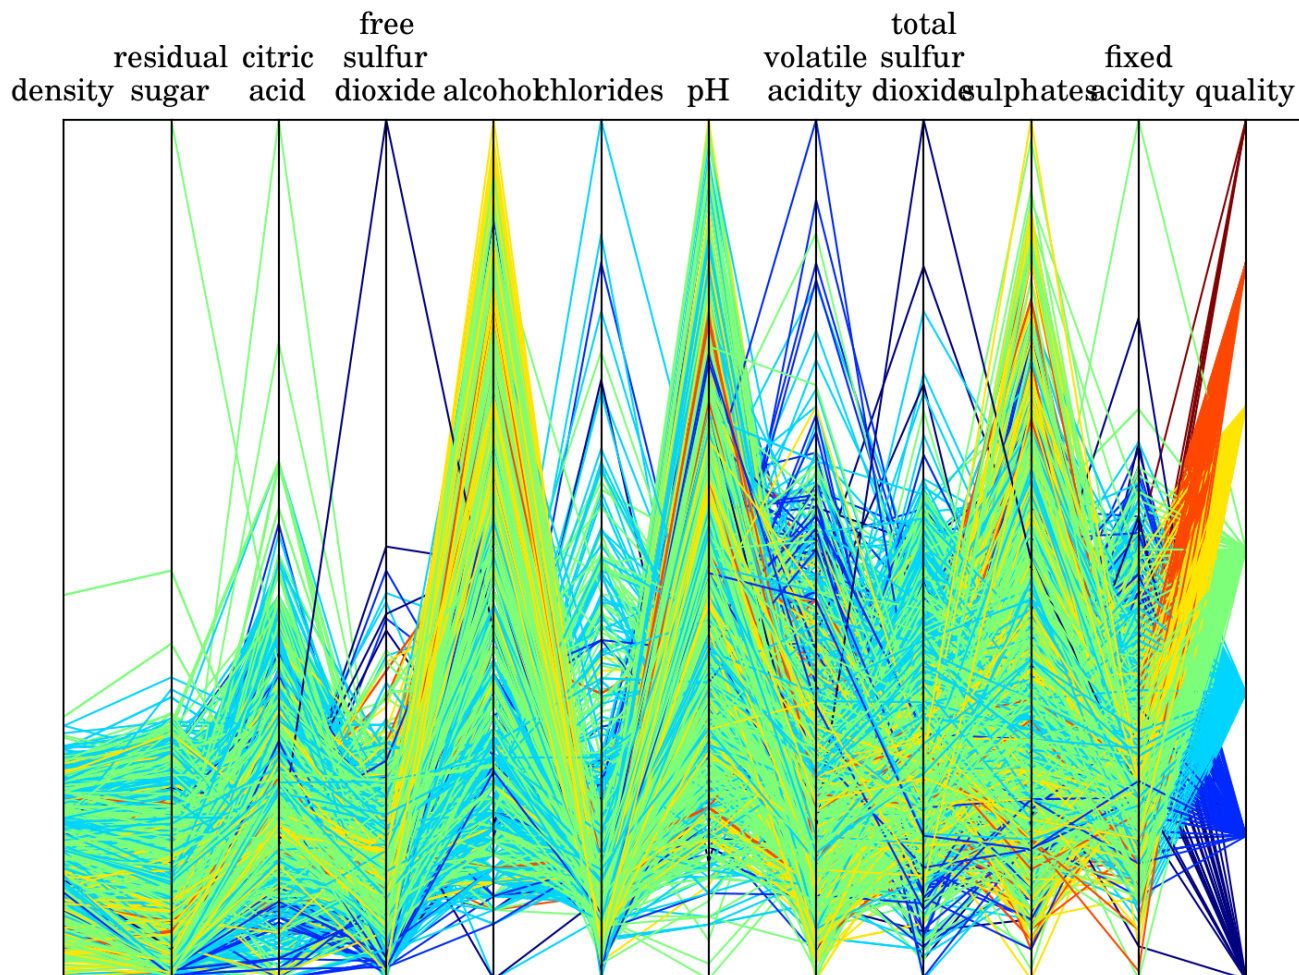 density
residual
sugar
citric
acid
free
sulfur
dioxide
alcohol
chlorides
pH
volatile
acidity
total
sulfur
dioxide
sulphates
fixed
acidity
quality